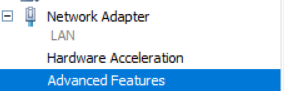 Network Adapter
LAN
Hardware Acceleration
Advanced Features